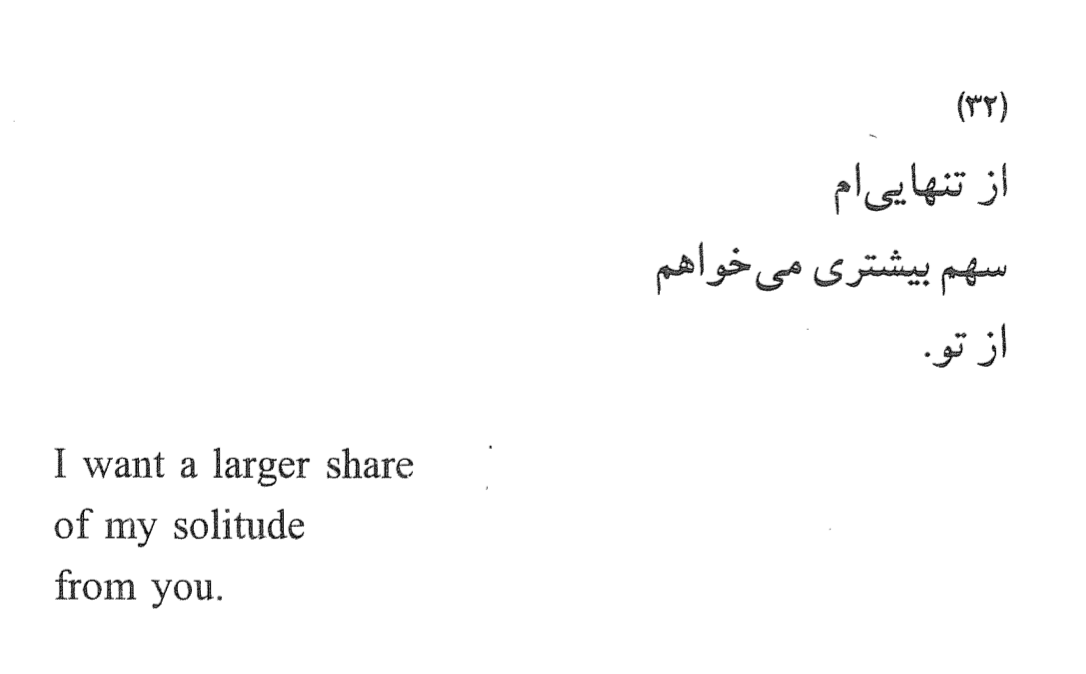 (۳۲)
از تنهایی‌ام
سهم بیشتری می‌خواهم
از تو.
I want a larger share
of my solitude
from you.